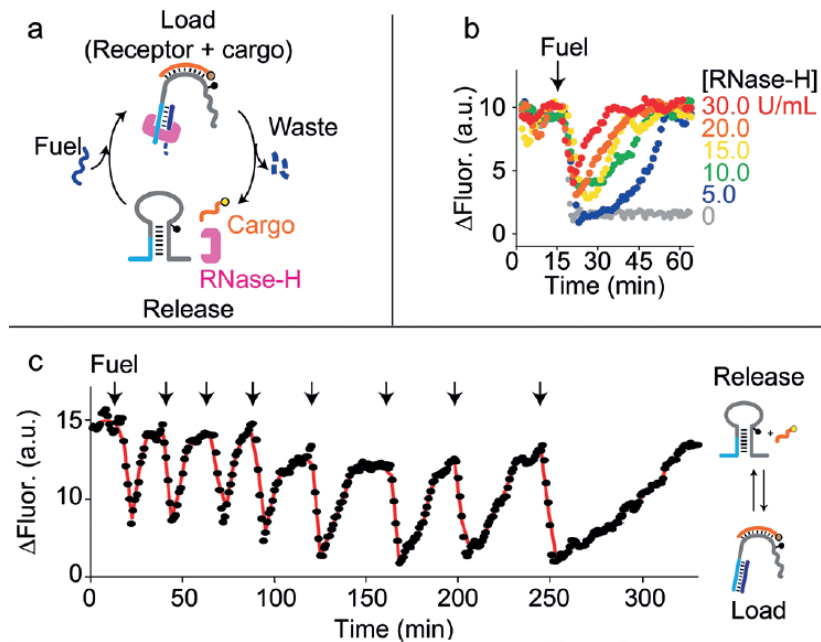 a
Load
(Receptor + cargo)
Fuel
Waste
Cargo
RNase-H
Release
b
Fuel
[RNase-H]
30.0 U/mL
20.0
15.0
10.0
5.0
0
ΔFluor. (a.u.)
10
5
0
0 15 30 45 60
Time (min)
c
Fuel
ΔFluor. (a.u.)
15
10
0
0 50 100 150 200 250 300
Time (min)
Release
+
Load